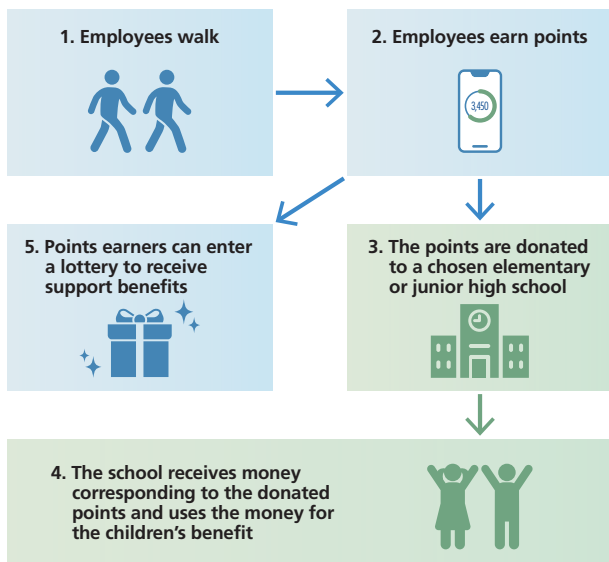 1. Employees walk
2. Employees earn points
3,450
3. The points are donated
to a chosen elementary
or junior high school
4. The school receives money
corresponding to the donated
points and uses the money for
the children’s benefit
5. Points earners can enter
a lottery to receive
support benefits